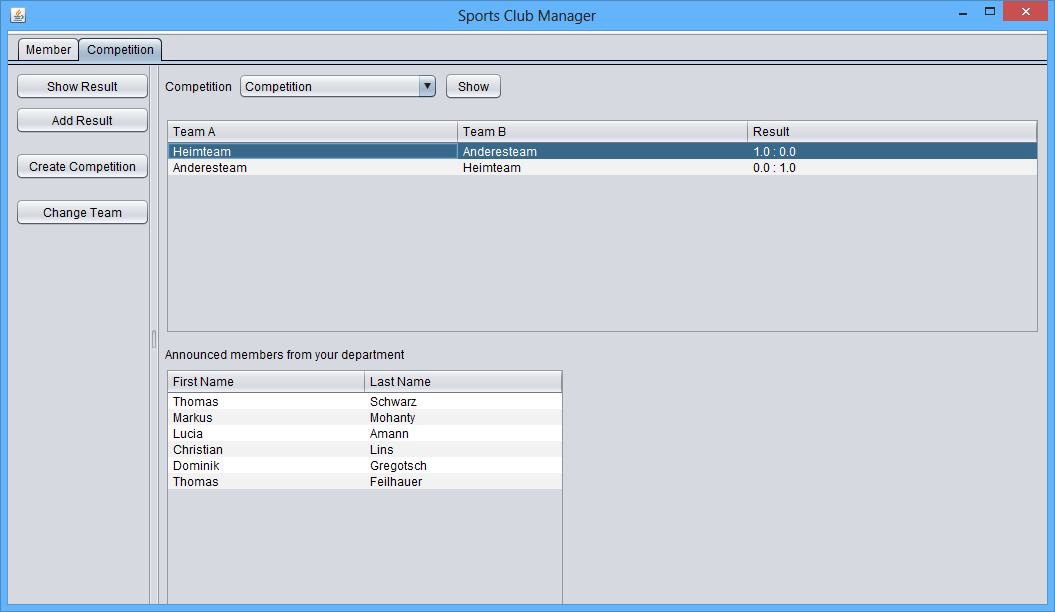 Sports Club Manager
Member Competition
Show Result
Add Result
Create Competition
Change Team
Competition Competition Show
Team A Team B Result
Heimteam Anderesteam 1.0 : 0.0
Anderesteam Heimteam 0.0 : 1.0
Announced members from your department
First Name Last Name
Thomas Schwarz
Markus Mohanty
Lucia Amann
Christian Lins
Dominik Gregotsch
Thomas Feilhauer